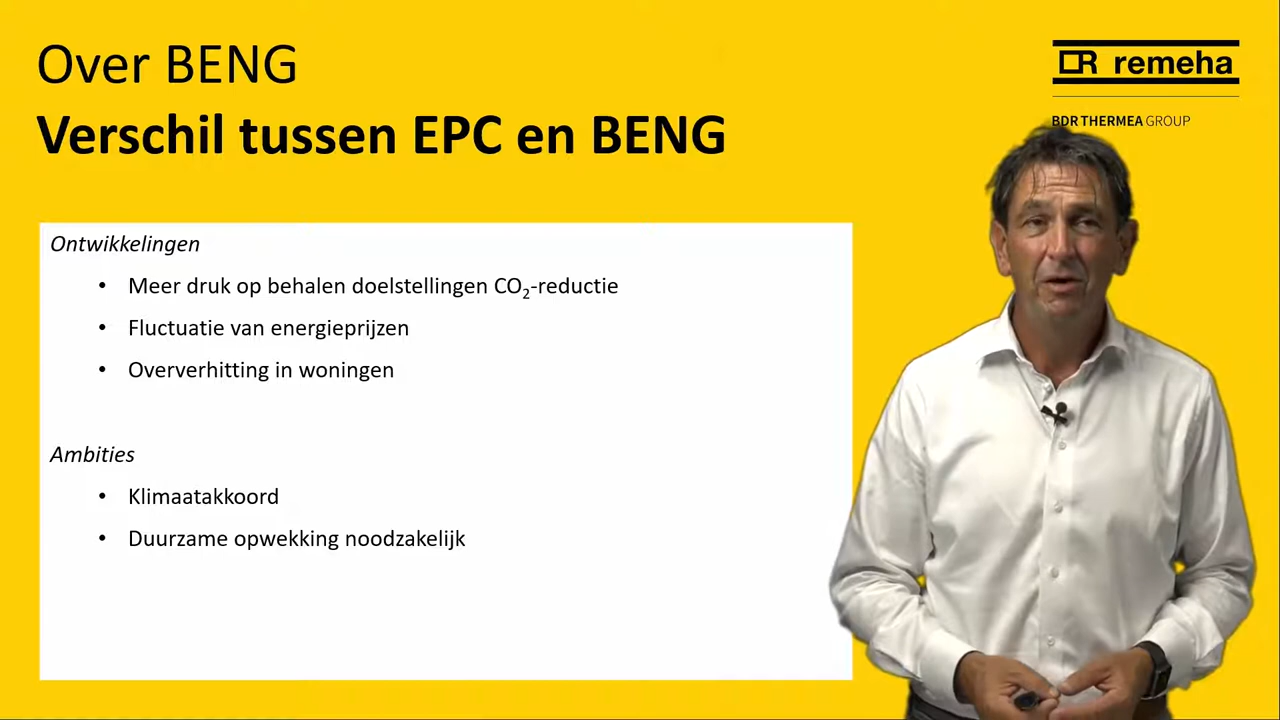 Over BENG
Verschil tussen EPC en BENG
remeha
BDR THERMEA GROUP
Ontwikkelingen
• Meer druk op behalen doelstellingen CO₂-reductie
• Fluctuatie van energieprijzen
• Oververhitting in woningen
Ambities
• Klimaatakkoord
• Duurzame opwekking noodzakelijk